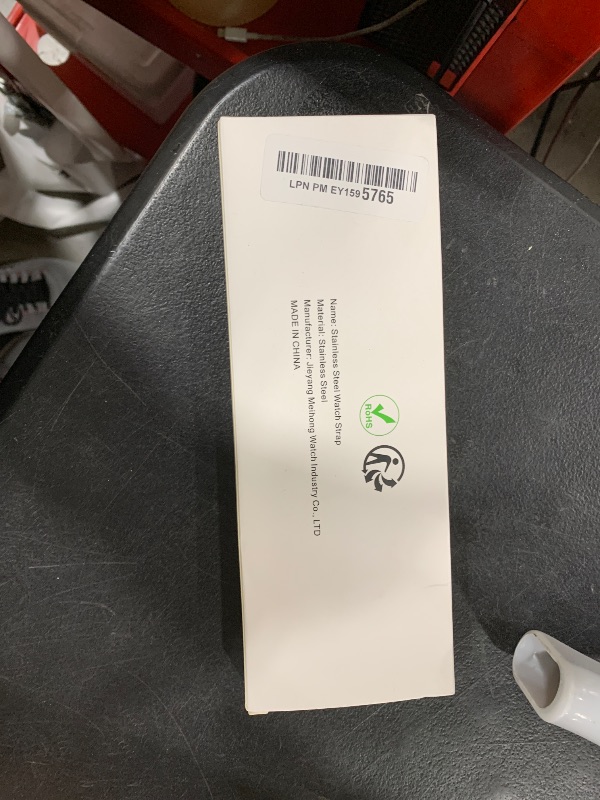 LPN PM EY1595765
RoHS
Name: Stainless Steel Watch Strap
Material: Stainless Steel
Manufacturer: Jieyang Meihong Watch Industry Co., LTD
MADE IN CHINA